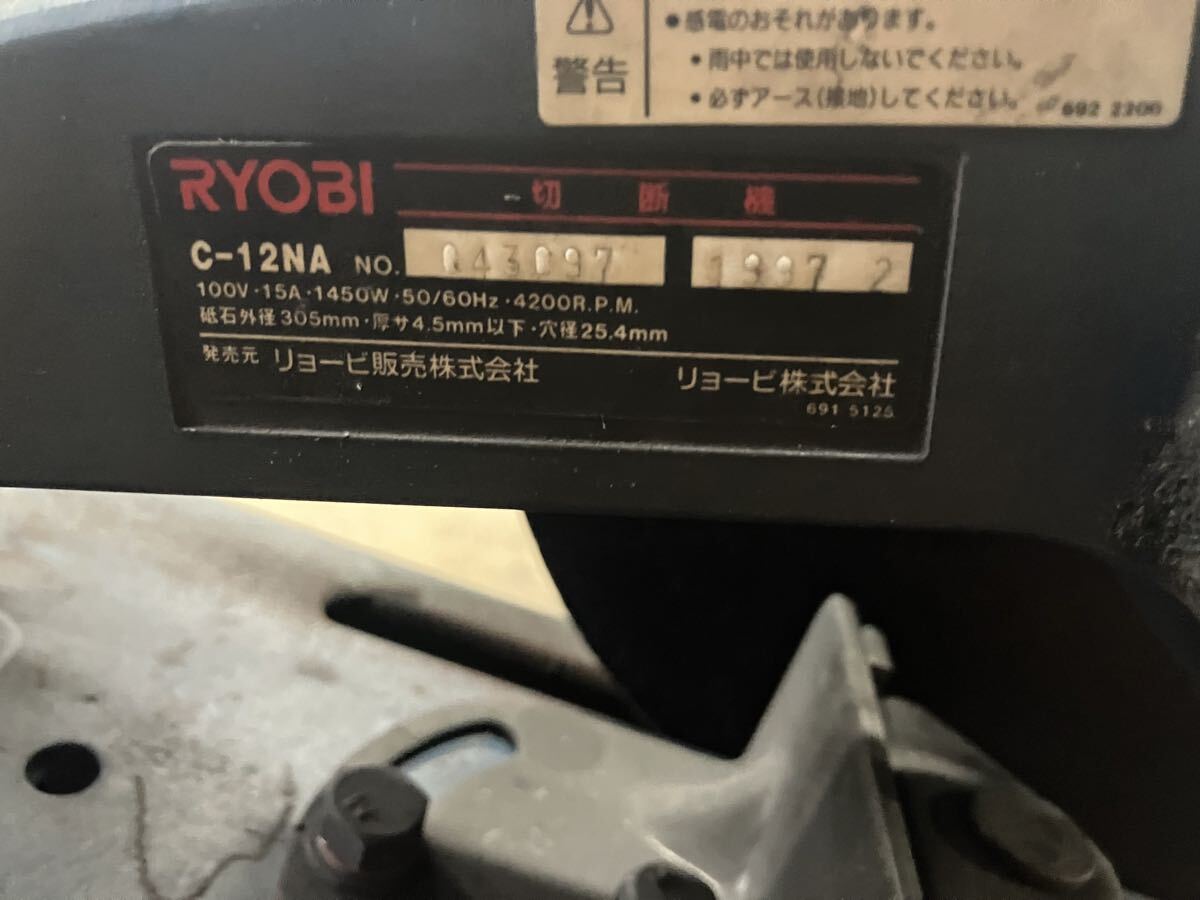 ●感電のおそれがあります。
警告
•雨中では使用しないでください。
•必ずアース(接地)してください。
692 2200
RYOBI 切断機
C-12NA NO. 043097 1997 2
100V·15A·1450W·50/60Hz·4200R.P.M.
砥石外径305mm·厚サ4.5mm以下·穴径25.4mm
発売元 リョービ販売株式会社 リョービ株式会社
691 5125